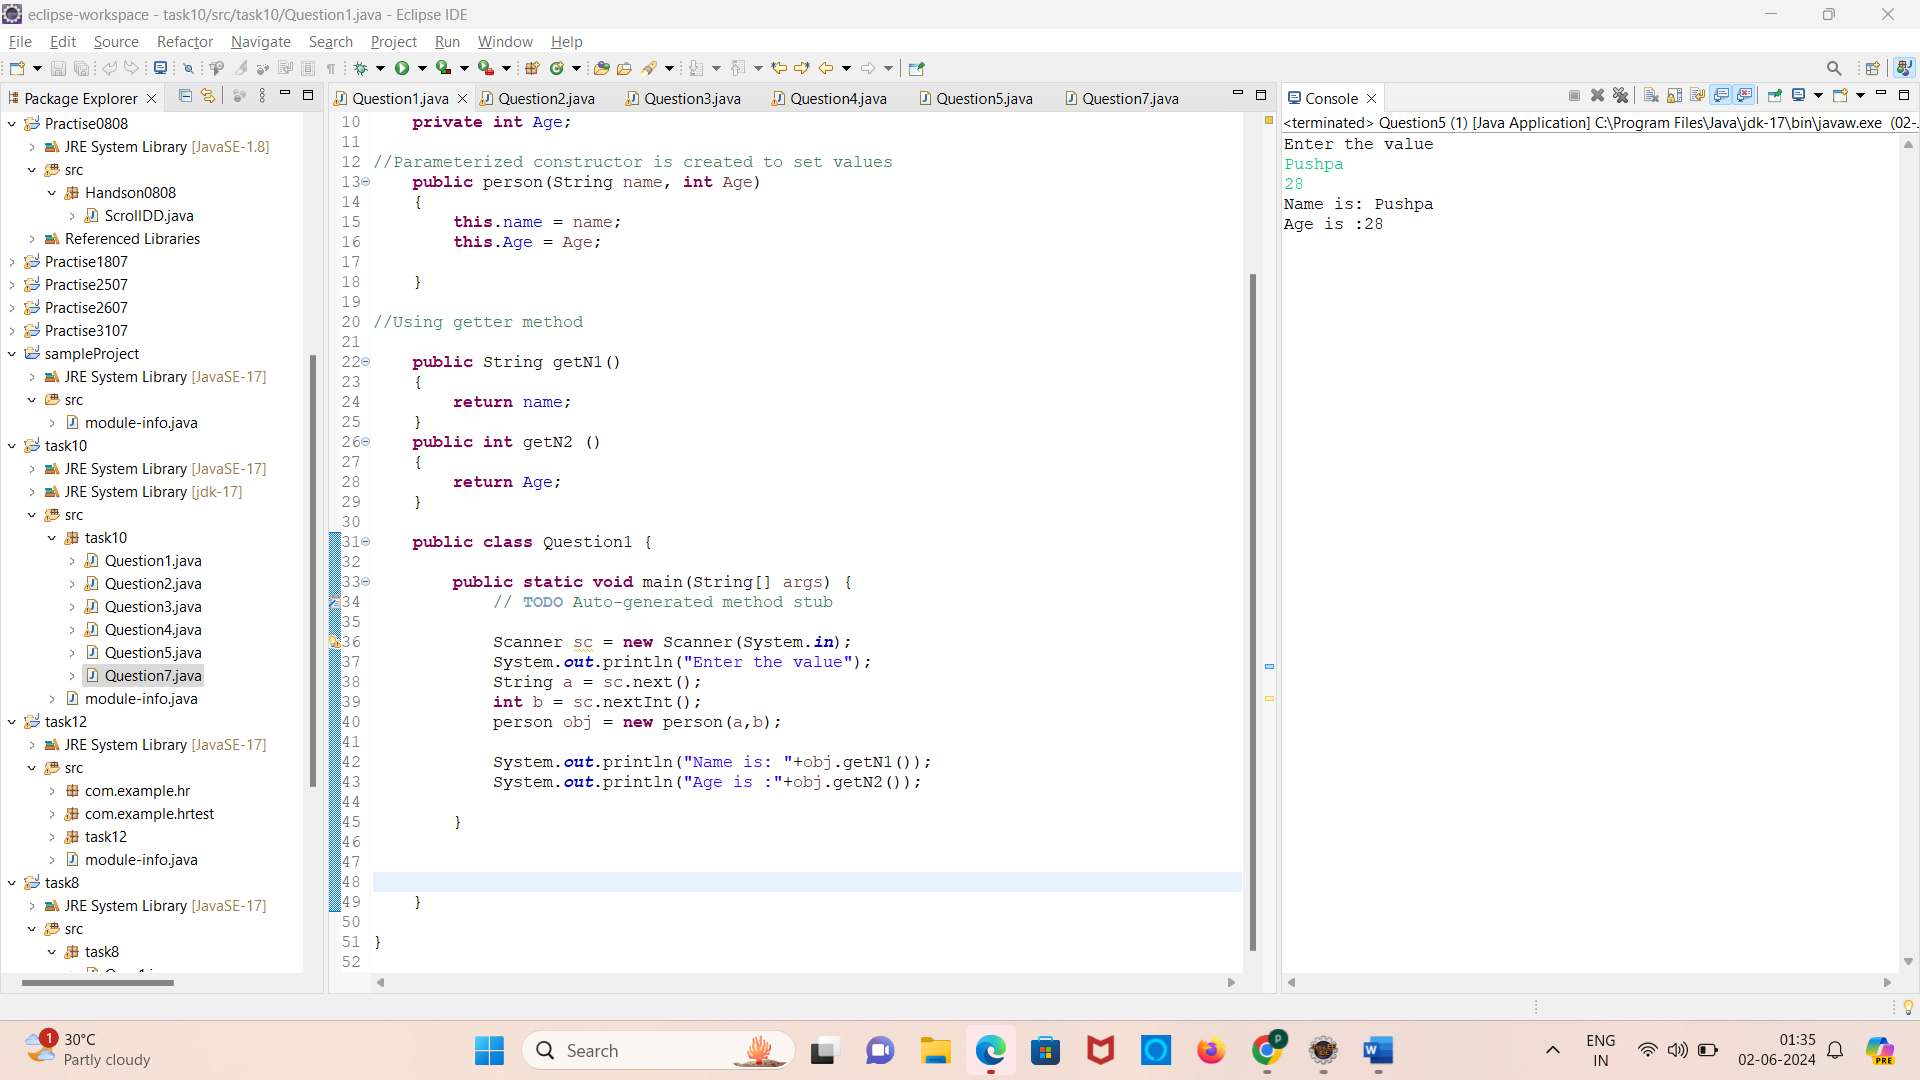 eclipse-workspace - task10/src/task10/Question1.java - Eclipse IDE
File Edit Source Refactor Navigate Search Project Run Window Help
Package Explorer
Practise0808
JRE System Library [JavaSE-1.8]
src
Handson0808
ScrollDD.java
Referenced Libraries
Practise1807
Practise2507
Practise2607
Practise3107
sampleProject
JRE System Library [JavaSE-17]
src
module-info.java
task10
JRE System Library [JavaSE-17]
JRE System Library [jdk-17]
src
task10
Question1.java
Question2.java
Question3.java
Question4.java
Question5.java
Question7.java
module-info.java
task12
JRE System Library [JavaSE-17]
src
com.example.hr
com.example.hrtest
task12
module-info.java
task8
JRE System Library [JavaSE-17]
src
task8
Question1.java Question2.java Question3.java Question4.java Question5.java Question7.java
10 private int Age;
11
12 //Parameterized constructor is created to set values
13 public person(String name, int Age)
14 {
15 this.name = name;
16 this.Age = Age;
17
18 }
19
20 //Using getter method
21
22 public String getN1()
23 {
24 return name;
25 }
26 public int getN2 ()
27 {
28 return Age;
29 }
30
31 public class Question1 {
32
33 public static void main(String[] args) {
34 // TODO Auto-generated method stub
35
36 Scanner sc = new Scanner(System.in);
37 System.out.println("Enter the value");
38 String a = sc.next();
39 int b = sc.nextInt();
40 person obj = new person(a,b);
41
42 System.out.println("Name is: "+obj.getN1());
43 System.out.println("Age is :"+obj.getN2());
44
45 }
46
47
48
49 }
50
51 }
52
Console
<terminated> Question5 (1) [Java Application] C:\Program Files\Java\jdk-17\bin\javaw.exe (02-
Enter the value
Pushpa
28
Name is: Pushpa
Age is :28
1
30°C
Partly cloudy
Search
P
W
ENG
IN
01:35
02-06-2024
PRE